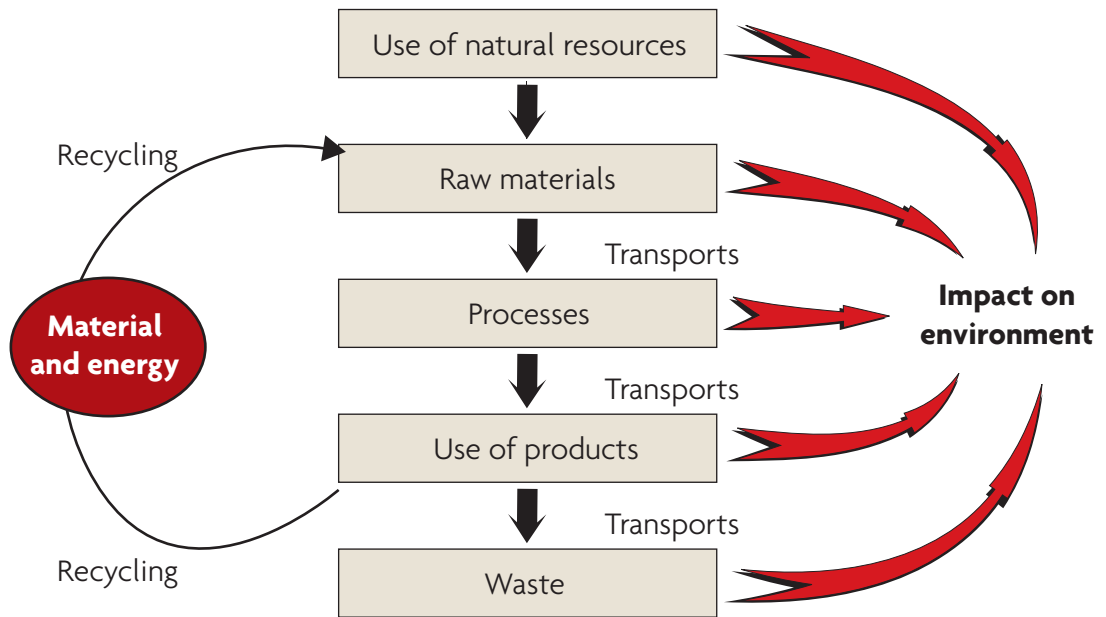 Use of natural resources
Recycling
Raw materials
Transports
Processes
Material
and energy
Impact on
environment
Transports
Use of products
Transports
Recycling
Waste